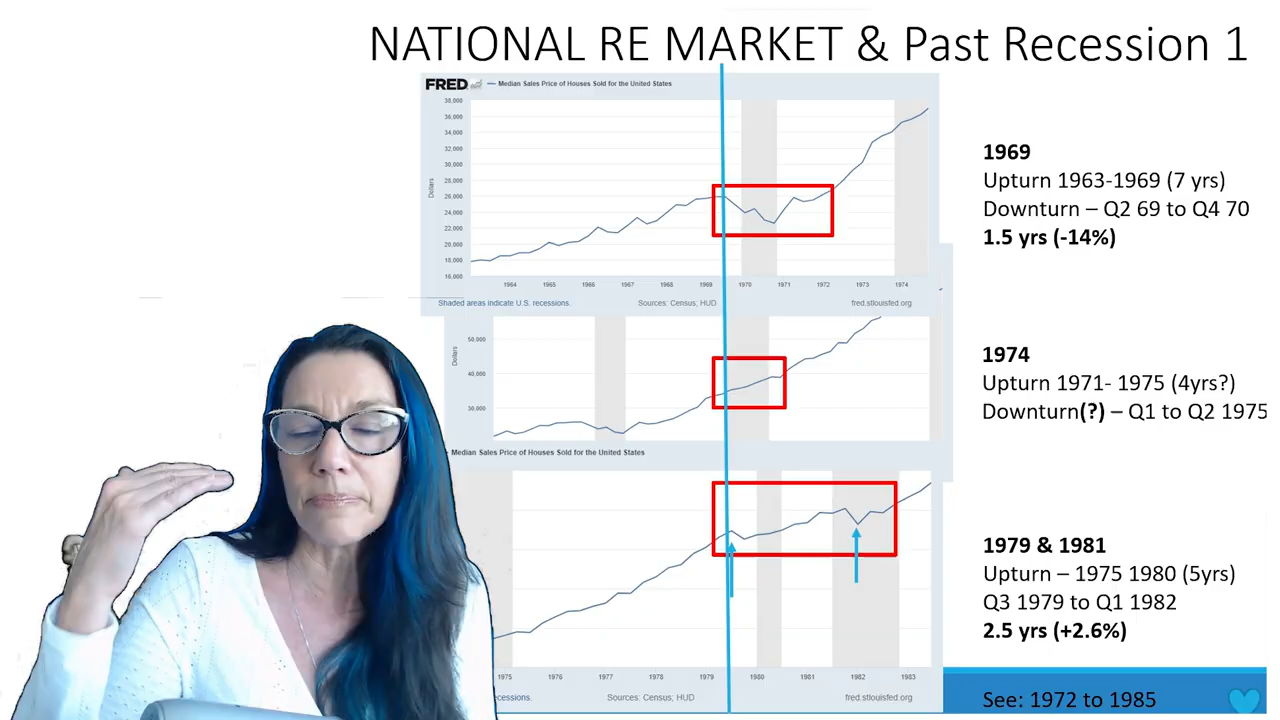 NATIONAL RE MARKET & Past Recession 1
FRED
Median Sales Price of Houses Sold for the United States
38,000
36,000
34,000
32,000
30,000
28,000
26,000
24,000
22,000
20,000
18,000
16,000
Dollars
1964
1965
1966
1967
1968
1969
1970
1971
1972
1973
1974
Shaded areas indicate U.S. recessions.
Sources: Census; HUD
fred.stlouisfed.org
50,000
40,000
30,000
Dollars
Median Sales Price of Houses Sold for the United States
975
1976
1977
1978
1979
1980
1981
1982
1983
ecessions.
Sources: Census; HUD
fred.stlouisfed.org
1969
Upturn 1963-1969 (7 yrs)
Downturn – Q2 69 to Q4 70
1.5 yrs (-14%)
1974
Upturn 1971- 1975 (4yrs?)
Downturn(?) – Q1 to Q2 1975
1979 & 1981
Upturn – 1975 1980 (5yrs)
Q3 1979 to Q1 1982
2.5 yrs (+2.6%)
See: 1972 to 1985